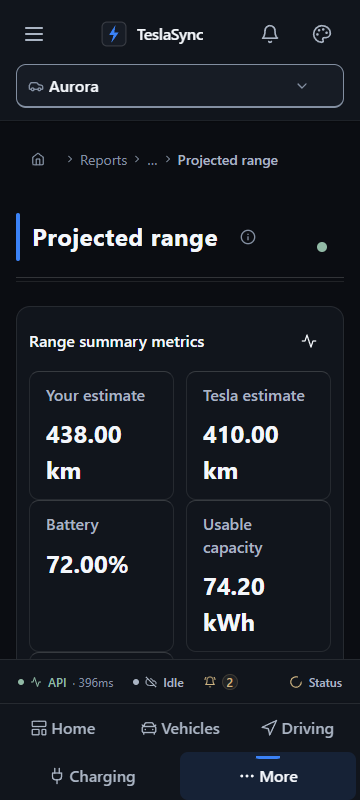 TeslaSync
Aurora
Reports
...
Projected range
Projected range
Range summary metrics
Your estimate
438.00
km
Tesla estimate
410.00
km
Battery
72.00%
Usable
capacity
74.20
kWh
API · 396ms
Idle
2
Status
Home
Vehicles
Driving
Charging
More